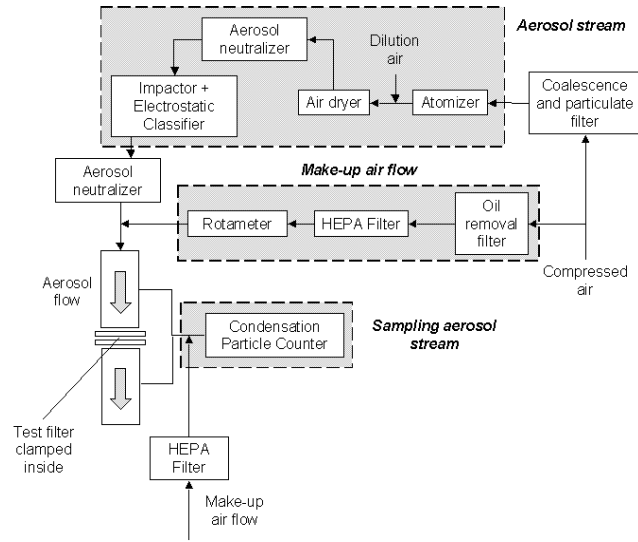 Aerosol stream
Aerosol
neutralizer
Dilution
air
Impactor +
Electrostatic
Classifier
Air dryer
Atomizer
Coalescence
and particulate
filter
Aerosol
neutralizer
Make-up air flow
Rotameter
HEPA Filter
Oil
removal
filter
Compressed
air
Aerosol
flow
Condensation
Particle Counter
Sampling aerosol
stream
Test filter
clamped
inside
HEPA
Filter
Make-up
air flow